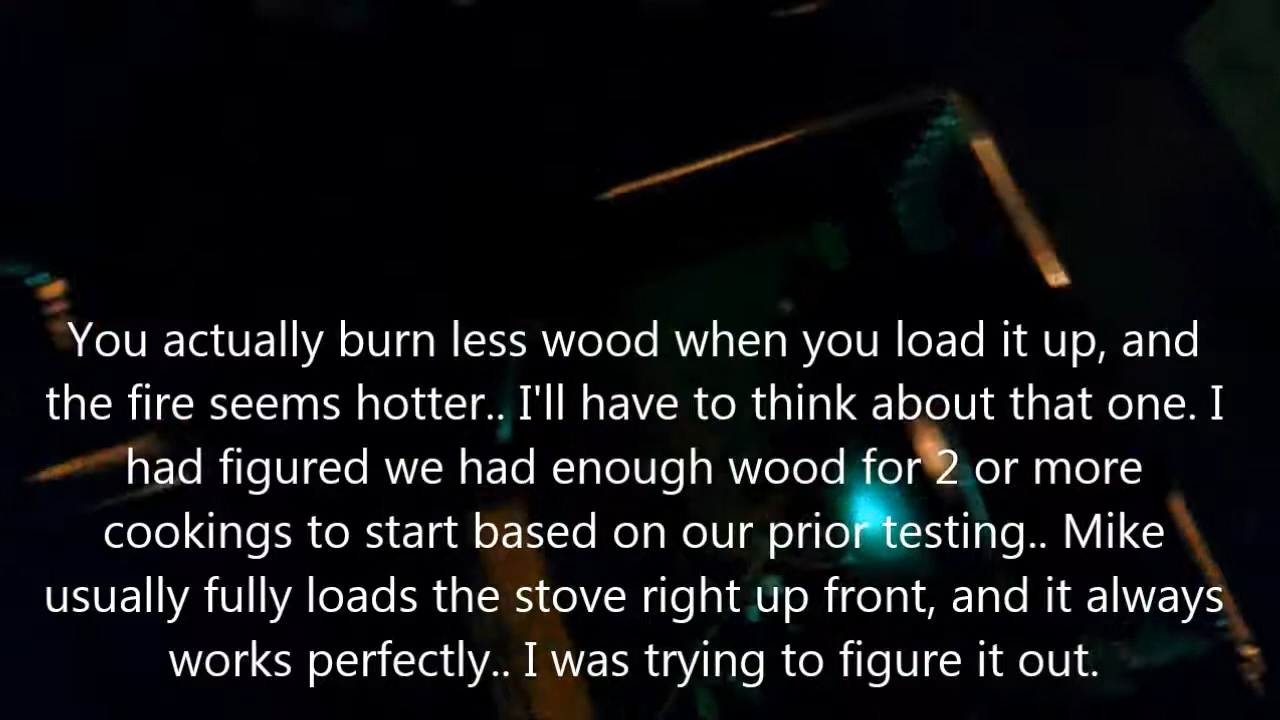 You actually burn less wood when you load it up, and
the fire seems hotter.. I'll have to think about that one. I
had figured we had enough wood for 2 or more
cookings to start based on our prior testing.. Mike
usually fully loads the stove right up front, and it always
works perfectly.. I was trying to figure it out.